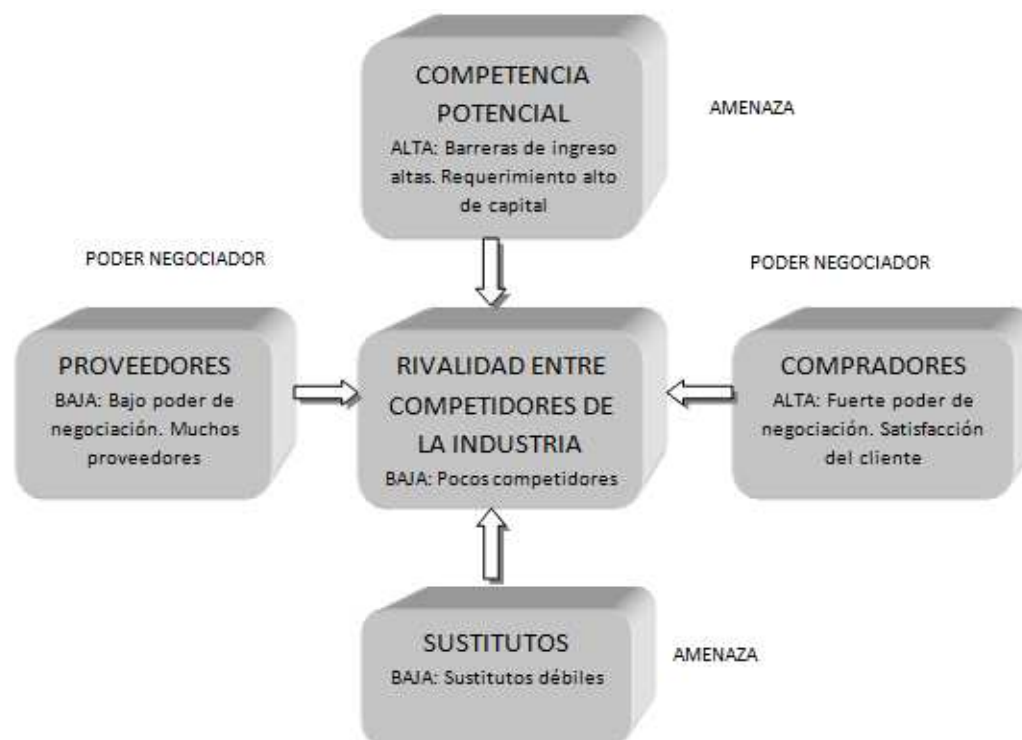 COMPETENCIA
POTENCIAL
ALTA: Barreras de ingreso
altas. Requerimiento alto
de capital
AMENAZA
PODER NEGOCIADOR
PODER NEGOCIADOR
PROVEEDORES
BAJA: Bajo poder de
negociación. Muchos
proveedores
RIVALIDAD ENTRE
COMPETIDORES DE
LA INDUSTRIA
BAJA: Pocos competidores
COMPRADORES
ALTA: Fuerte poder de
negociación. Satisfacción
del cliente
SUSTITUTOS
BAJA: Sustitutos débiles
AMENAZA